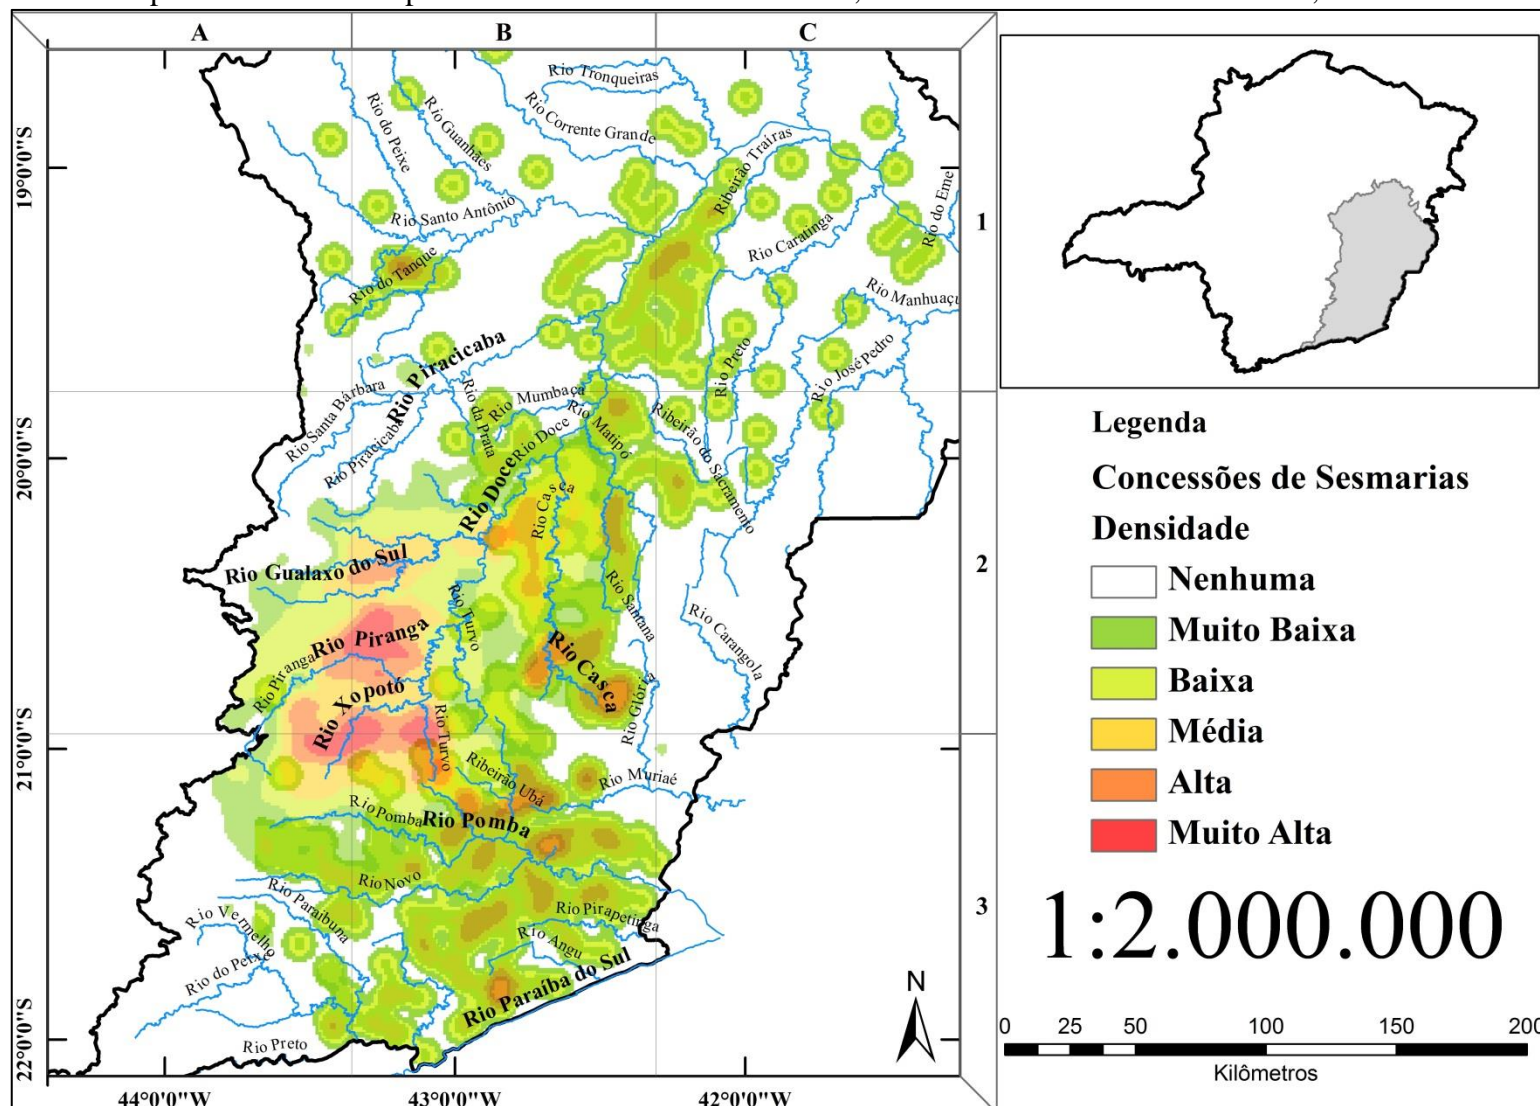 A B C
Rio Tronqueiras
Rio do Peixe
Rio Guanhães
Rio Corrente Grande
Ribeirão Traíras
19°0'0"S
Rio Santo Antônio
Rio do Eme
1
Rio Caratinga
Rio do Tanque
Rio Manhuaçu
Rio Piracicaba
Rio Preto
Rio José Pedro
Rio Santa Bárbara
Rio Mumbaça
Rio da Prata
Rio Piracicaba
Rio Doce
Rio Matipó
Ribeirão do Sacramento
20°0'0"S
Rio Doce
Rio Casca
Rio Gualaxo do Sul
2
Rio Turvo
Rio Santana
Rio Carangola
Rio Piranga
Rio Casca
Rio Piranga
Rio Xopotó
Rio Glória
Rio Turvo
21°0'0"S
Ribeirão Ubá
Rio Muriaé
Rio Pomba
Rio Pomba
Rio Novo
3
Rio Paraibuna
Rio Vermelho
Rio Pirapetinga
Rio Angu
Rio do Peixe
Rio Paraíba do Sul
22°0'0"S
Rio Preto
44°0'0"W 43°0'0"W 42°0'0"W
N
Legenda
Concessões de Sesmarias
Densidade
Nenhuma
Muito Baixa
Baixa
Média
Alta
Muito Alta
1:2.000.000
0 25 50 100 150 200
Kilômetros